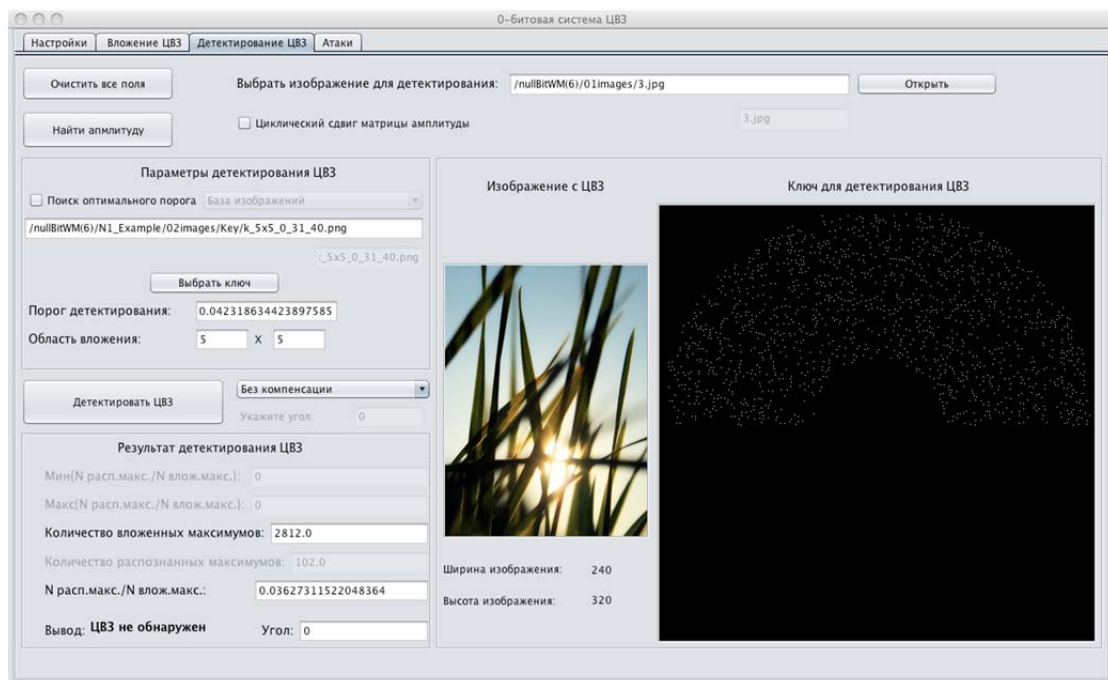 0-битовая система ЦВЗ
Настройки Вложение ЦВЗ Детектирование ЦВЗ Атаки
Очистить все поля Выбрать изображение для детектирования: /nullBitWM(6)/01images/3.jpg Открыть
Найти апмлитуду Циклический сдвиг матрицы амплитуды 3.jpg
Параметры детектирования ЦВЗ
Поиск оптимального порога База изображений
/nullBitWM(6)/N1_Example/02images/Key/k_5x5_0_31_40.png
:_5x5_0_31_40.png
Выбрать ключ
Порог детектирования: 0.042318634423897585
Область вложения: 5 X 5
Детектировать ЦВЗ Без компенсации
Укажите угол: 0
Результат детектирования ЦВЗ
Мин{N расп.макс./N влож.макс.}: 0
Макс{N расп.макс./N влож.макс.}: 0
Количество вложенных максимумов: 2812.0
Количество распознанных максимумов: 102.0
N расп.макс./N влож.макс.: 0.03627311522048364
Вывод: ЦВЗ не обнаружен Угол: 0
Изображение с ЦВЗ
Ширина изображения: 240
Высота изображения: 320
Ключ для детектирования ЦВЗ